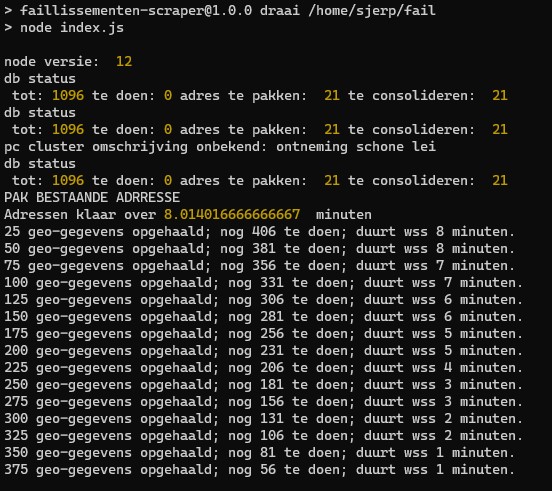 > faillissementen-scraper@1.0.0 draai /home/sjerp/fail
> node index.js
node versie:  12
db status
 tot: 1096 te doen: 0 adres te pakken:  21 te consolideren:  21
db status
 tot: 1096 te doen: 0 adres te pakken:  21 te consolideren:  21
pc cluster omschrijving onbekend: ontneming schone lei
db status
 tot: 1096 te doen: 0 adres te pakken:  21 te consolideren:  21
PAK BESTAANDE ADRRESSE
Adressen klaar over 8.014016666666667  minuten
25 geo-gegevens opgehaald; nog 406 te doen; duurt wss 8 minuten.
50 geo-gegevens opgehaald; nog 381 te doen; duurt wss 8 minuten.
75 geo-gegevens opgehaald; nog 356 te doen; duurt wss 7 minuten.
100 geo-gegevens opgehaald; nog 331 te doen; duurt wss 7 minuten.
125 geo-gegevens opgehaald; nog 306 te doen; duurt wss 6 minuten.
150 geo-gegevens opgehaald; nog 281 te doen; duurt wss 6 minuten.
175 geo-gegevens opgehaald; nog 256 te doen; duurt wss 5 minuten.
200 geo-gegevens opgehaald; nog 231 te doen; duurt wss 5 minuten.
225 geo-gegevens opgehaald; nog 206 te doen; duurt wss 4 minuten.
250 geo-gegevens opgehaald; nog 181 te doen; duurt wss 3 minuten.
275 geo-gegevens opgehaald; nog 156 te doen; duurt wss 3 minuten.
300 geo-gegevens opgehaald; nog 131 te doen; duurt wss 2 minuten.
325 geo-gegevens opgehaald; nog 106 te doen; duurt wss 2 minuten.
350 geo-gegevens opgehaald; nog 81 te doen; duurt wss 1 minuten.
375 geo-gegevens opgehaald; nog 56 te doen; duurt wss 1 minuten.